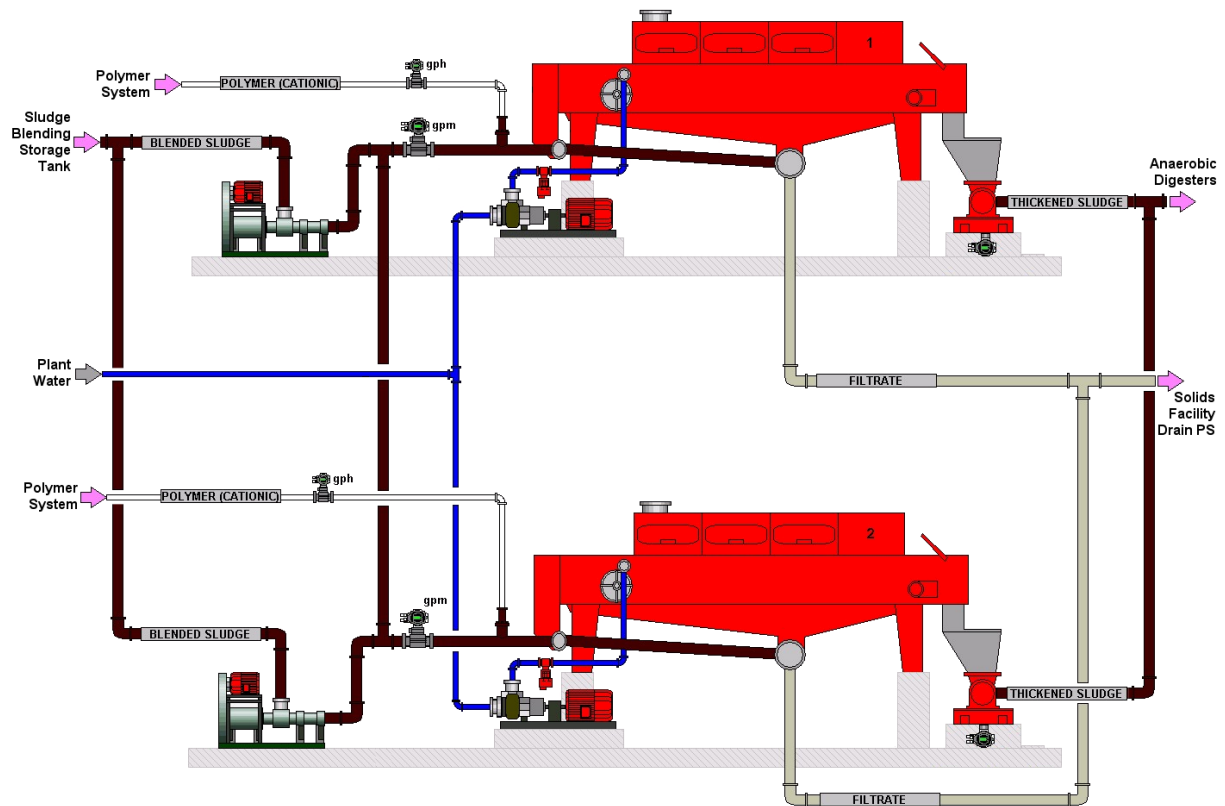 1
gph
Polymer
System
POLYMER (CATIONIC)
gpm
Sludge
Blending
Storage
Tank
BLENDED SLUDGE
Anaerobic
Digesters
THICKENED SLUDGE
Plant
Water
FILTRATE
Solids
Facility
Drain PS
gph
Polymer
System
POLYMER (CATIONIC)
2
gpm
BLENDED SLUDGE
THICKENED SLUDGE
FILTRATE